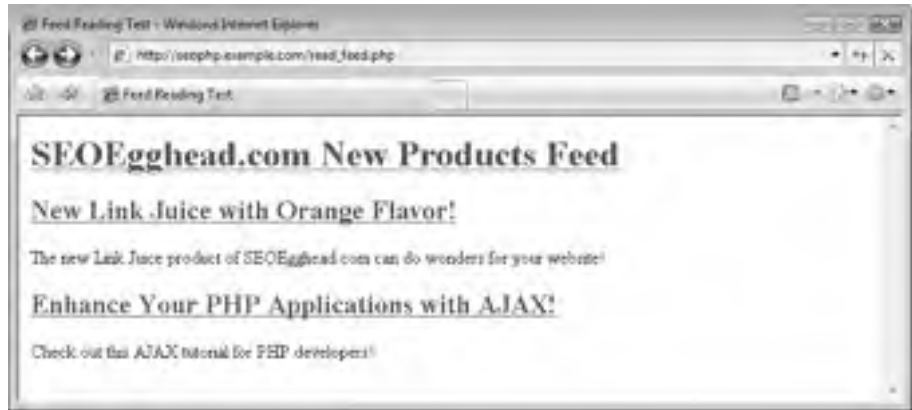 Feed Reading Test - Windows Internet Explorer
http://seophp.example.com/read_feed.php
Feed Reading Test
SEOEgghead.com New Products Feed
New Link Juice with Orange Flavor!
The new Link Juice product of SEOEgghead.com can do wonders for your website!
Enhance Your PHP Applications with AJAX!
Check out this AJAX tutorial for PHP developers!